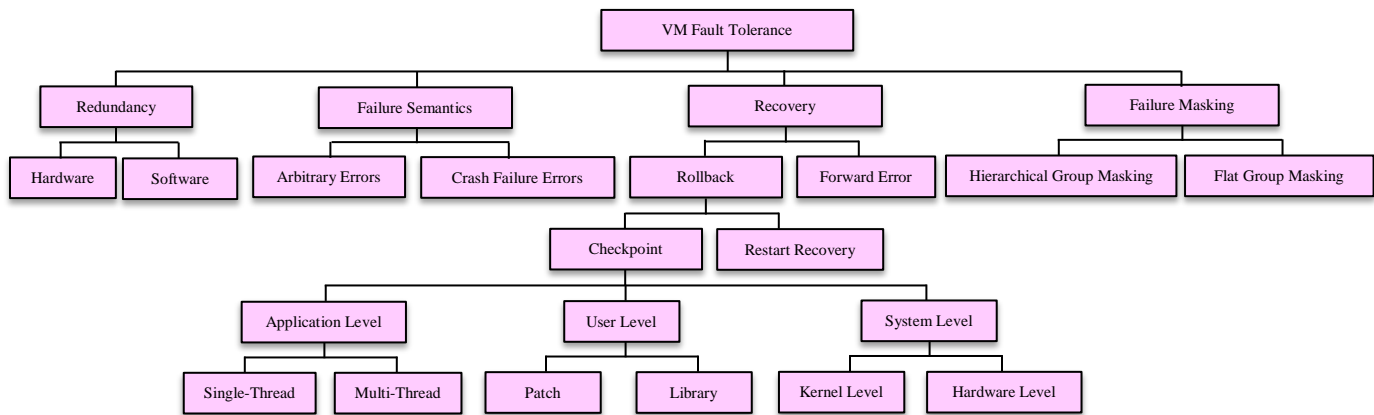 VM Fault Tolerance
Redundancy
Failure Semantics
Recovery
Failure Masking
Hardware
Software
Arbitrary Errors
Crash Failure Errors
Rollback
Forward Error
Hierarchical Group Masking
Flat Group Masking
Checkpoint
Restart Recovery
Application Level
User Level
System Level
Single-Thread
Multi-Thread
Patch
Library
Kernel Level
Hardware Level